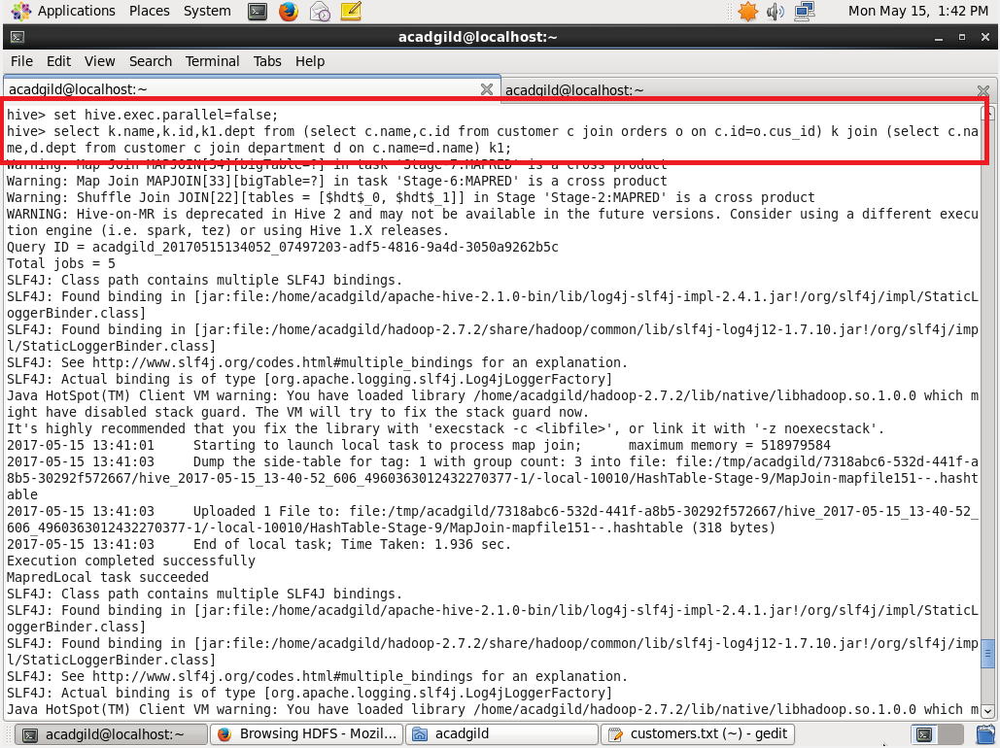 Applications Places System Mon May 15, 1:42 PM
acadgild@localhost:~
File Edit View Search Terminal Tabs Help
acadgild@localhost:~ acadgild@localhost:~
hive> set hive.exec.parallel=false;
hive> select k.name,k.id,k1.dept from (select c.name,c.id from customer c join orders o on c.id=o.cus_id) k join (select c.na
me,d.dept from customer c join department d on c.name=d.name) k1;
Warning: Map Join MAPJOIN[34][bigTable=?] in task 'Stage-7:MAPRED' is a cross product
Warning: Map Join MAPJOIN[33][bigTable=?] in task 'Stage-6:MAPRED' is a cross product
Warning: Shuffle Join JOIN[22][tables = [$hdt$_0, $hdt$_1]] in Stage 'Stage-2:MAPRED' is a cross product
WARNING: Hive-on-MR is deprecated in Hive 2 and may not be available in the future versions. Consider using a different execu
tion engine (i.e. spark, tez) or using Hive 1.X releases.
Query ID = acadgild_20170515134052_07497203-adf5-4816-9a4d-3050a9262b5c
Total jobs = 5
SLF4J: Class path contains multiple SLF4J bindings.
SLF4J: Found binding in [jar:file:/home/acadgild/apache-hive-2.1.0-bin/lib/log4j-slf4j-impl-2.4.1.jar!/org/slf4j/impl/StaticL
oggerBinder.class]
SLF4J: Found binding in [jar:file:/home/acadgild/hadoop-2.7.2/share/hadoop/common/lib/slf4j-log4j12-1.7.10.jar!/org/slf4j/imp
l/StaticLoggerBinder.class]
SLF4J: See http://www.slf4j.org/codes.html#multiple_bindings for an explanation.
SLF4J: Actual binding is of type [org.apache.logging.slf4j.Log4jLoggerFactory]
Java HotSpot(TM) Client VM warning: You have loaded library /home/acadgild/hadoop-2.7.2/lib/native/libhadoop.so.1.0.0 which m
ight have disabled stack guard. The VM will try to fix the stack guard now.
It's highly recommended that you fix the library with 'execstack -c <libfile>', or link it with '-z noexecstack'.
2017-05-15 13:41:01 Starting to launch local task to process map join; maximum memory = 518979584
2017-05-15 13:41:03 Dump the side-table for tag: 1 with group count: 3 into file: file:/tmp/acadgild/7318abc6-532d-441f-a
8b5-30292f572667/hive_2017-05-15_13-40-52_606_4960363012432270377-1/-local-10010/HashTable-Stage-9/MapJoin-mapfile151--.hasht
able
2017-05-15 13:41:03 Uploaded 1 File to: file:/tmp/acadgild/7318abc6-532d-441f-a8b5-30292f572667/hive_2017-05-15_13-40-52_
606_4960363012432270377-1/-local-10010/HashTable-Stage-9/MapJoin-mapfile151--.hashtable (318 bytes)
2017-05-15 13:41:03 End of local task; Time Taken: 1.936 sec.
Execution completed successfully
MapredLocal task succeeded
SLF4J: Class path contains multiple SLF4J bindings.
SLF4J: Found binding in [jar:file:/home/acadgild/apache-hive-2.1.0-bin/lib/log4j-slf4j-impl-2.4.1.jar!/org/slf4j/impl/StaticL
oggerBinder.class]
SLF4J: Found binding in [jar:file:/home/acadgild/hadoop-2.7.2/share/hadoop/common/lib/slf4j-log4j12-1.7.10.jar!/org/slf4j/imp
l/StaticLoggerBinder.class]
SLF4J: See http://www.slf4j.org/codes.html#multiple_bindings for an explanation.
SLF4J: Actual binding is of type [org.apache.logging.slf4j.Log4jLoggerFactory]
Java HotSpot(TM) Client VM warning: You have loaded library /home/acadgild/hadoop-2.7.2/lib/native/libhadoop.so.1.0.0 which m
acadgild@localhost:~ Browsing HDFS - Mozil... acadgild customers.txt (~) - gedit